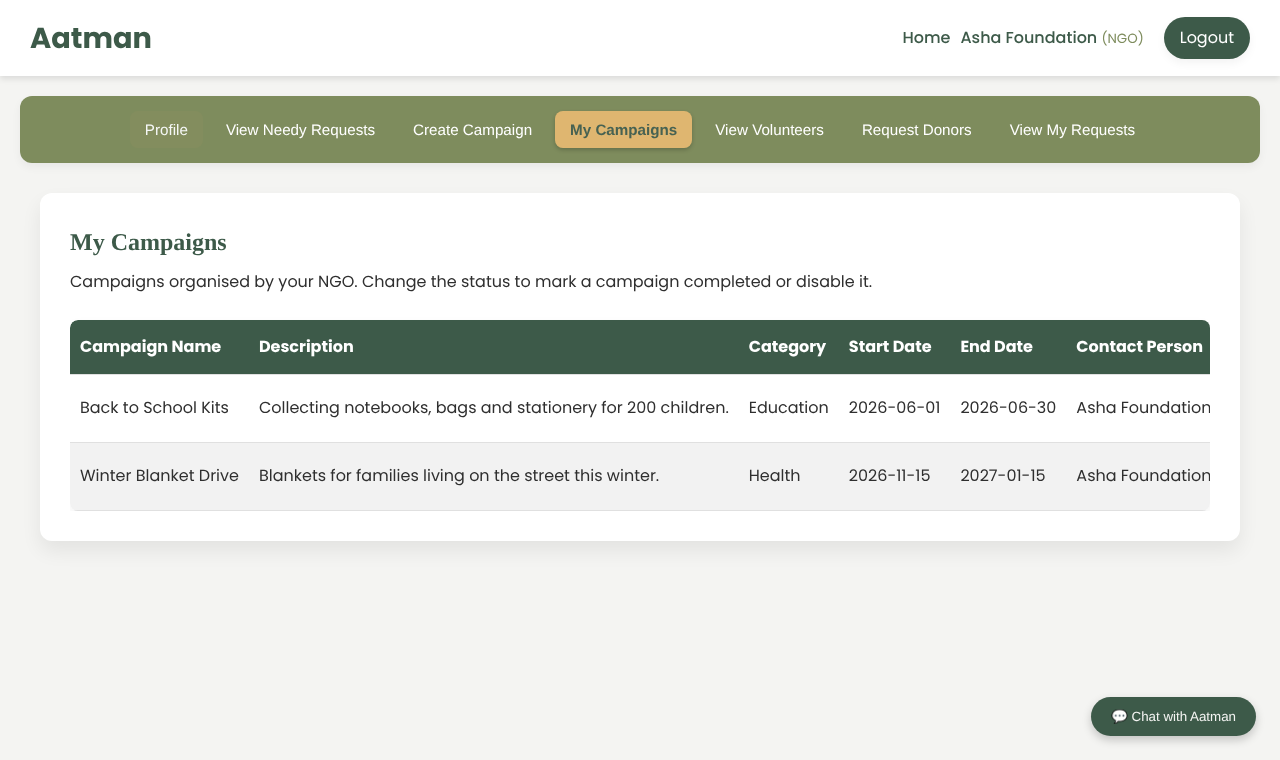 Aatman
Home Asha Foundation (NGO) Logout
Profile View Needy Requests Create Campaign My Campaigns View Volunteers Request Donors View My Requests
My Campaigns
Campaigns organised by your NGO. Change the status to mark a campaign completed or disable it.
Campaign Name Description Category Start Date End Date Contact Person
Back to School Kits Collecting notebooks, bags and stationery for 200 children. Education 2026-06-01 2026-06-30 Asha Foundation
Winter Blanket Drive Blankets for families living on the street this winter. Health 2026-11-15 2027-01-15 Asha Foundation
💬 Chat with Aatman